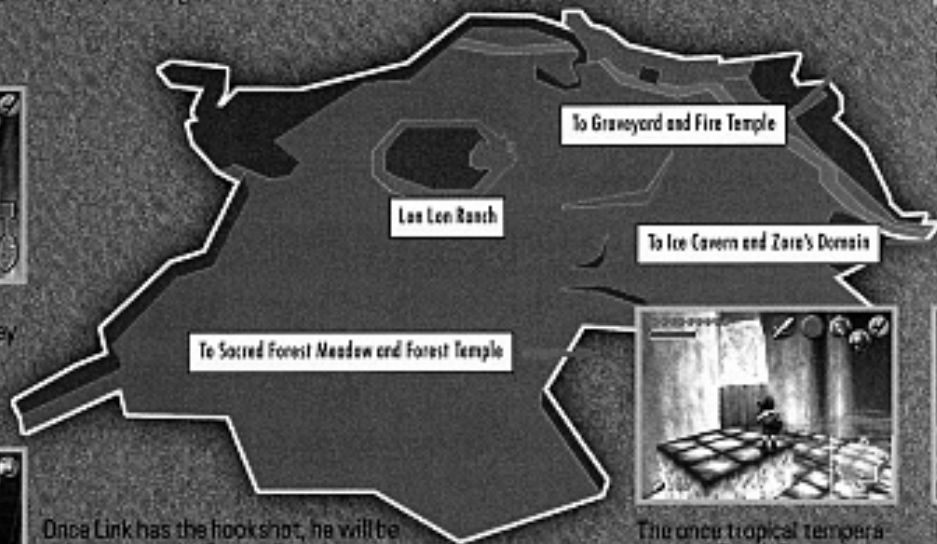 To Graveyard and Fire Temple
Lon Lon Ranch
To Ice Cavern and Zora's Domain
To Sacred Forest Meadow and Forest Temple
Once Link has the hookshot, he will be
The once tropical tempera-